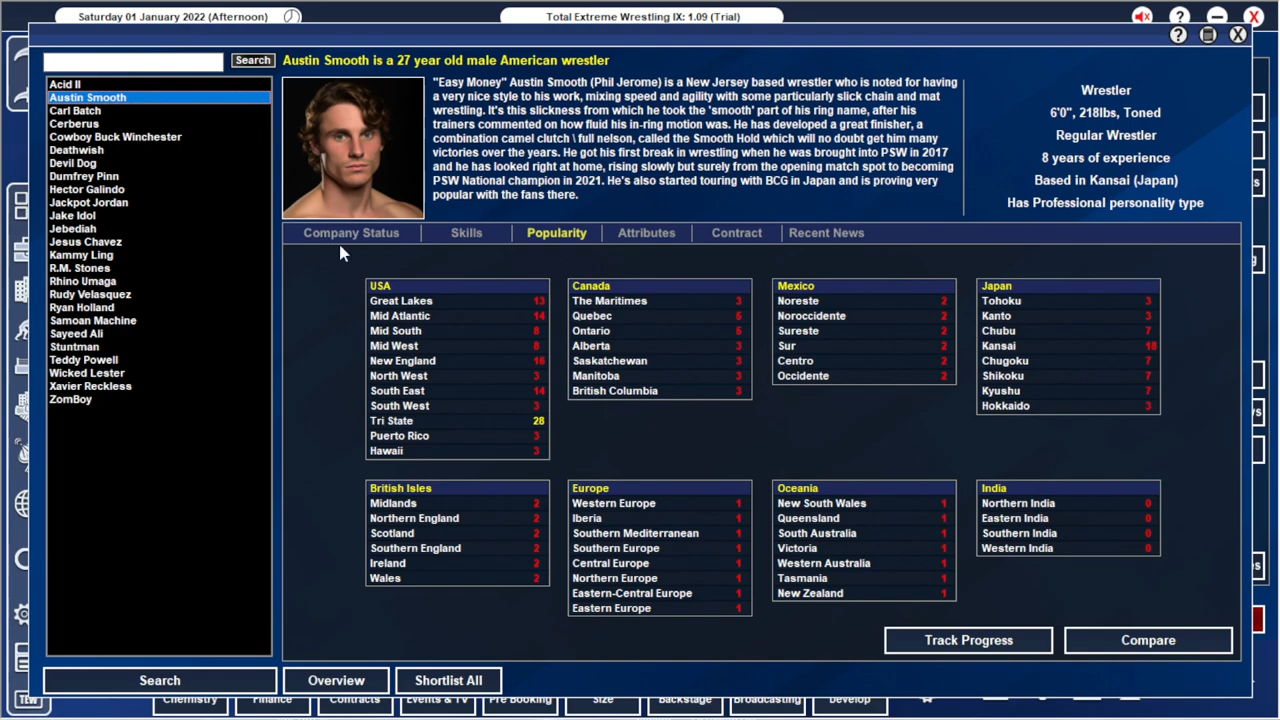 Saturday 01 January 2022 (Afternoon)
Total Extreme Wrestling IX: 1.09 (Trial)
Search
Austin Smooth is a 27 year old male American wrestler
Acid II
Austin Smooth
Carl Batch
Cerberus
Cowboy Buck Winchester
Deathwish
Devil Dog
Dumfrey Pinn
Hector Galindo
Jackpot Jordan
Jake Idol
Jebediah
Jesus Chavez
Kammy Ling
R.M. Stones
Rhino Umaga
Rudy Velasquez
Ryan Holland
Samoan Machine
Sayeed Ali
Stuntman
Teddy Powell
Wicked Lester
Xavier Reckless
ZomBoy
"Easy Money" Austin Smooth (Phil Jerome) is a New Jersey based wrestler who is noted for having
a very nice style to his work, mixing speed and agility with some particularly slick chain and mat
wrestling. It's this slickness from which he took the 'smooth' part of his ring name, after his
trainers commented on how fluid his in-ring motion was. He has developed a great finisher, a
combination camel clutch \ full nelson, called the Smooth Hold which will no doubt get him many
victories over the years. He got his first break in wrestling when he was brought into PSW in 2017
and he has looked right at home, rising slowly but surely from the opening match spot to becoming
PSW National champion in 2021. He's also started touring with BCG in Japan and is proving very
popular with the fans there.
Wrestler
6'0", 218lbs, Toned
Regular Wrestler
8 years of experience
Based in Kansai (Japan)
Has Professional personality type
Company Status Skills Popularity Attributes Contract Recent News
USA
Great Lakes 13
Mid Atlantic 14
Mid South 8
Mid West 8
New England 16
North West 3
South East 14
South West 3
Tri State 28
Puerto Rico 3
Hawaii 3
Canada
The Maritimes 3
Quebec 5
Ontario 5
Alberta 3
Saskatchewan 3
Manitoba 3
British Columbia 3
Mexico
Noreste 2
Noroccidente 2
Sureste 2
Sur 2
Centro 2
Occidente 2
Japan
Tohoku 3
Kanto 3
Chubu 7
Kansai 18
Chugoku 7
Shikoku 7
Kyushu 7
Hokkaido 3
British Isles
Midlands 2
Northern England 2
Scotland 2
Southern England 2
Ireland 2
Wales 2
Europe
Western Europe 1
Iberia 1
Southern Mediterranean 1
Southern Europe 1
Central Europe 1
Northern Europe 1
Eastern-Central Europe 1
Eastern Europe 1
Oceania
New South Wales 1
Queensland 1
South Australia 1
Victoria 1
Western Australia 1
Tasmania 1
New Zealand 1
India
Northern India 0
Eastern India 0
Southern India 0
Western India 0
Track Progress Compare
Search Overview Shortlist All
TEW Chemistry Finance Contracts Events & TV Pre Booking Size Backstage Broadcasting Develop